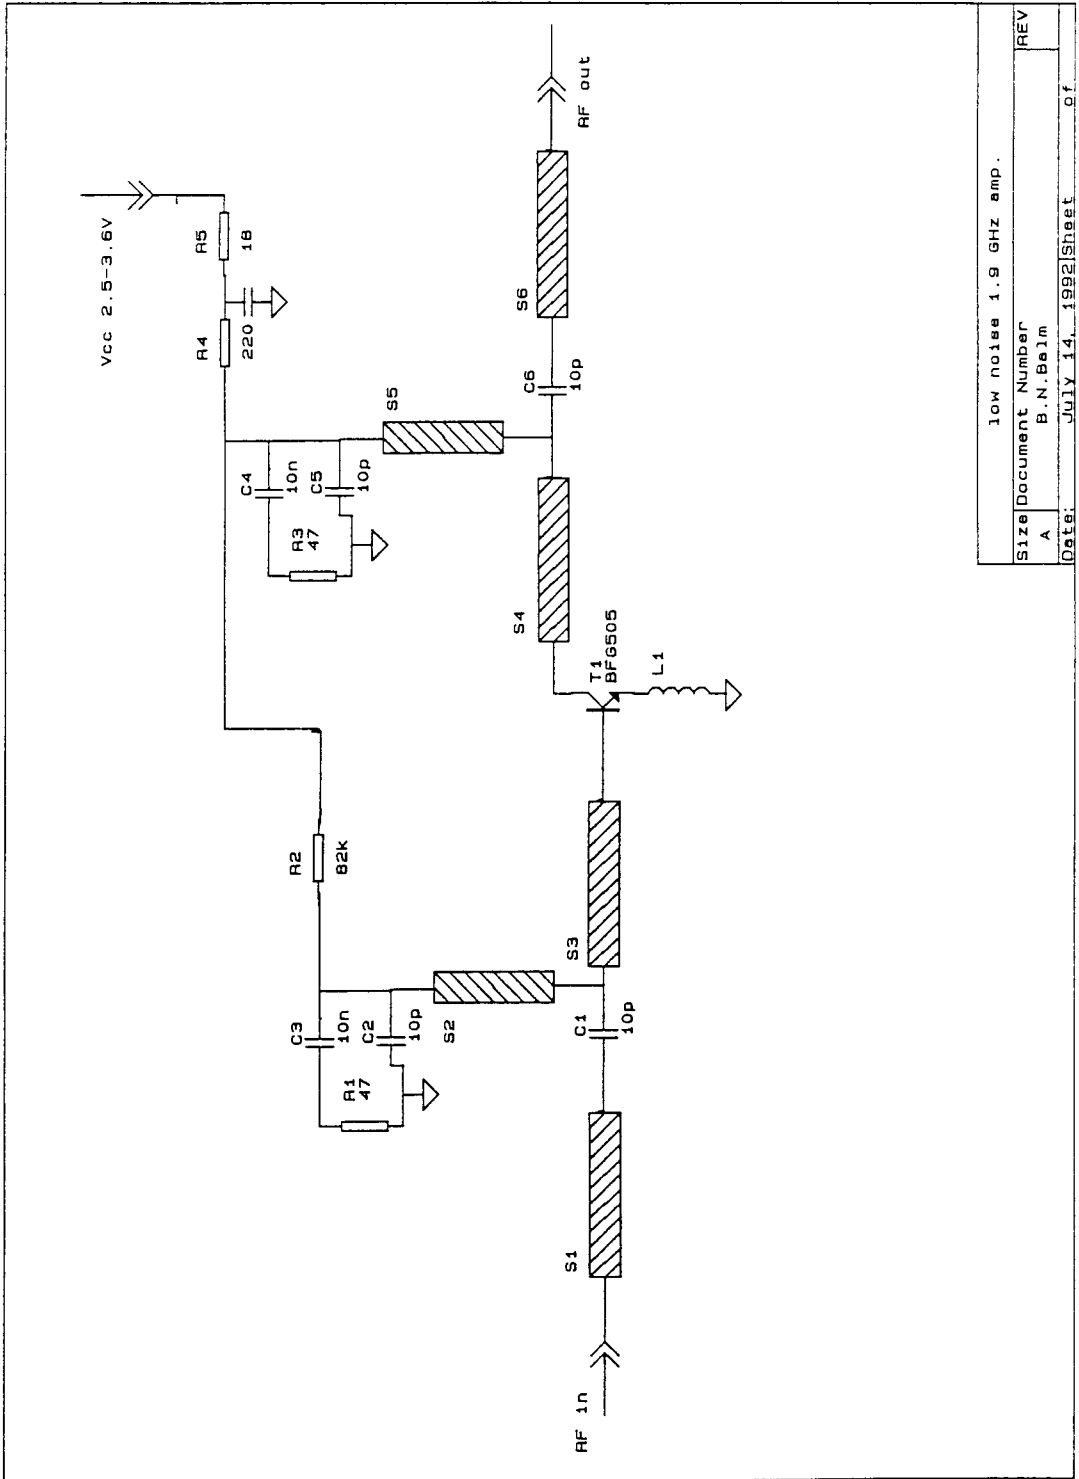 Vcc 2.5-3.6V
R4
R5
220
18
C4
10n
R3
47
C5
10p
R2
82k
C3
10n
R1
47
C2
10p
S2
S5
S4
C6
10p
S6
RF out
S1
C1
10p
S3
T1
BFG505
L1
RF in
low noise 1.9 GHz amp.
Size Document Number REV
A B.N.Balm
Date: July 14, 1992 Sheet of